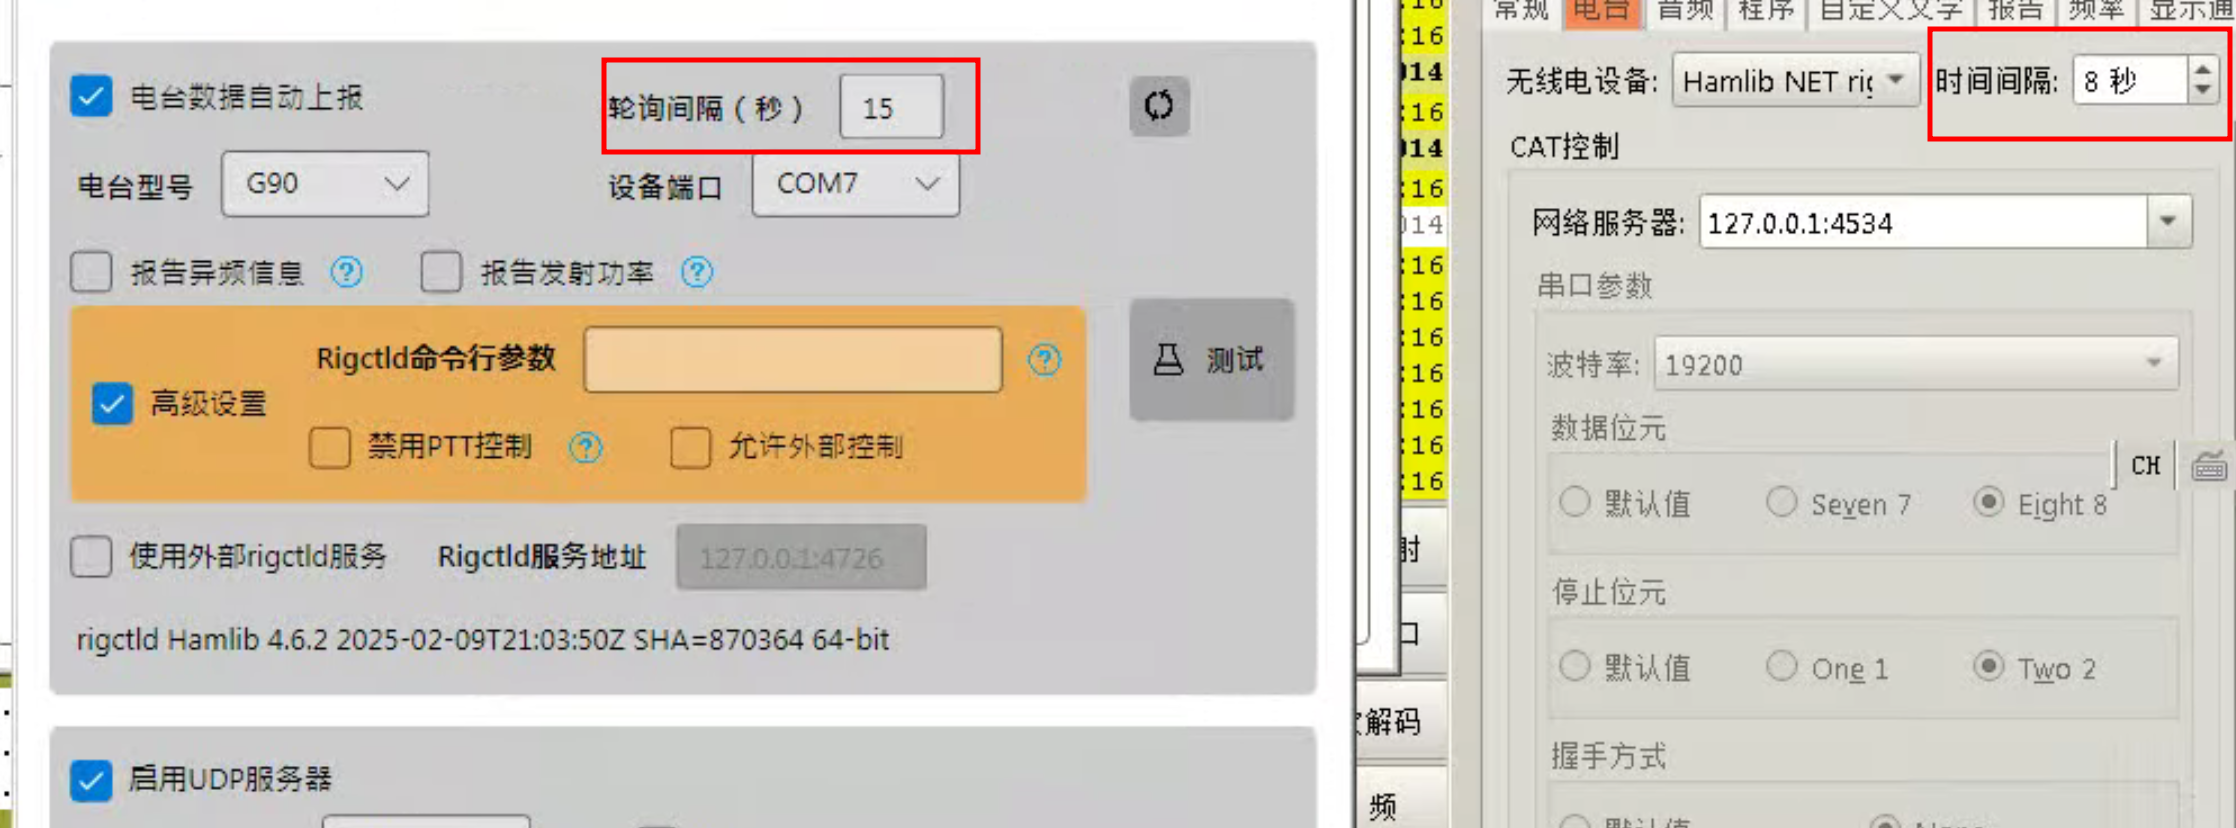 电台数据自动上报
轮询间隔（秒） 15
电台型号 G90
设备端口 COM7
报告异频信息
报告发射功率
Rigctld命令行参数
高级设置
测试
禁用PTT控制
允许外部控制
使用外部rigctld服务 Rigctld服务地址 127.0.0.1:4726
rigctld Hamlib 4.6.2 2025-02-09T21:03:50Z SHA=870364 64-bit
启用UDP服务器
:16
:16
014
:16
014
:16
014
:16
:16
:16
:16
:16
:16
:16
射
口
解码
频
常规 电台 音频 程序 自定义文字 报告 频率 显示通
无线电设备: Hamlib NET rig 时间间隔: 8 秒
CAT控制
网络服务器: 127.0.0.1:4534
串口参数
波特率: 19200
数据位元
CH
默认值 Seven 7 Eight 8
停止位元
默认值 One 1 Two 2
握手方式
默认值